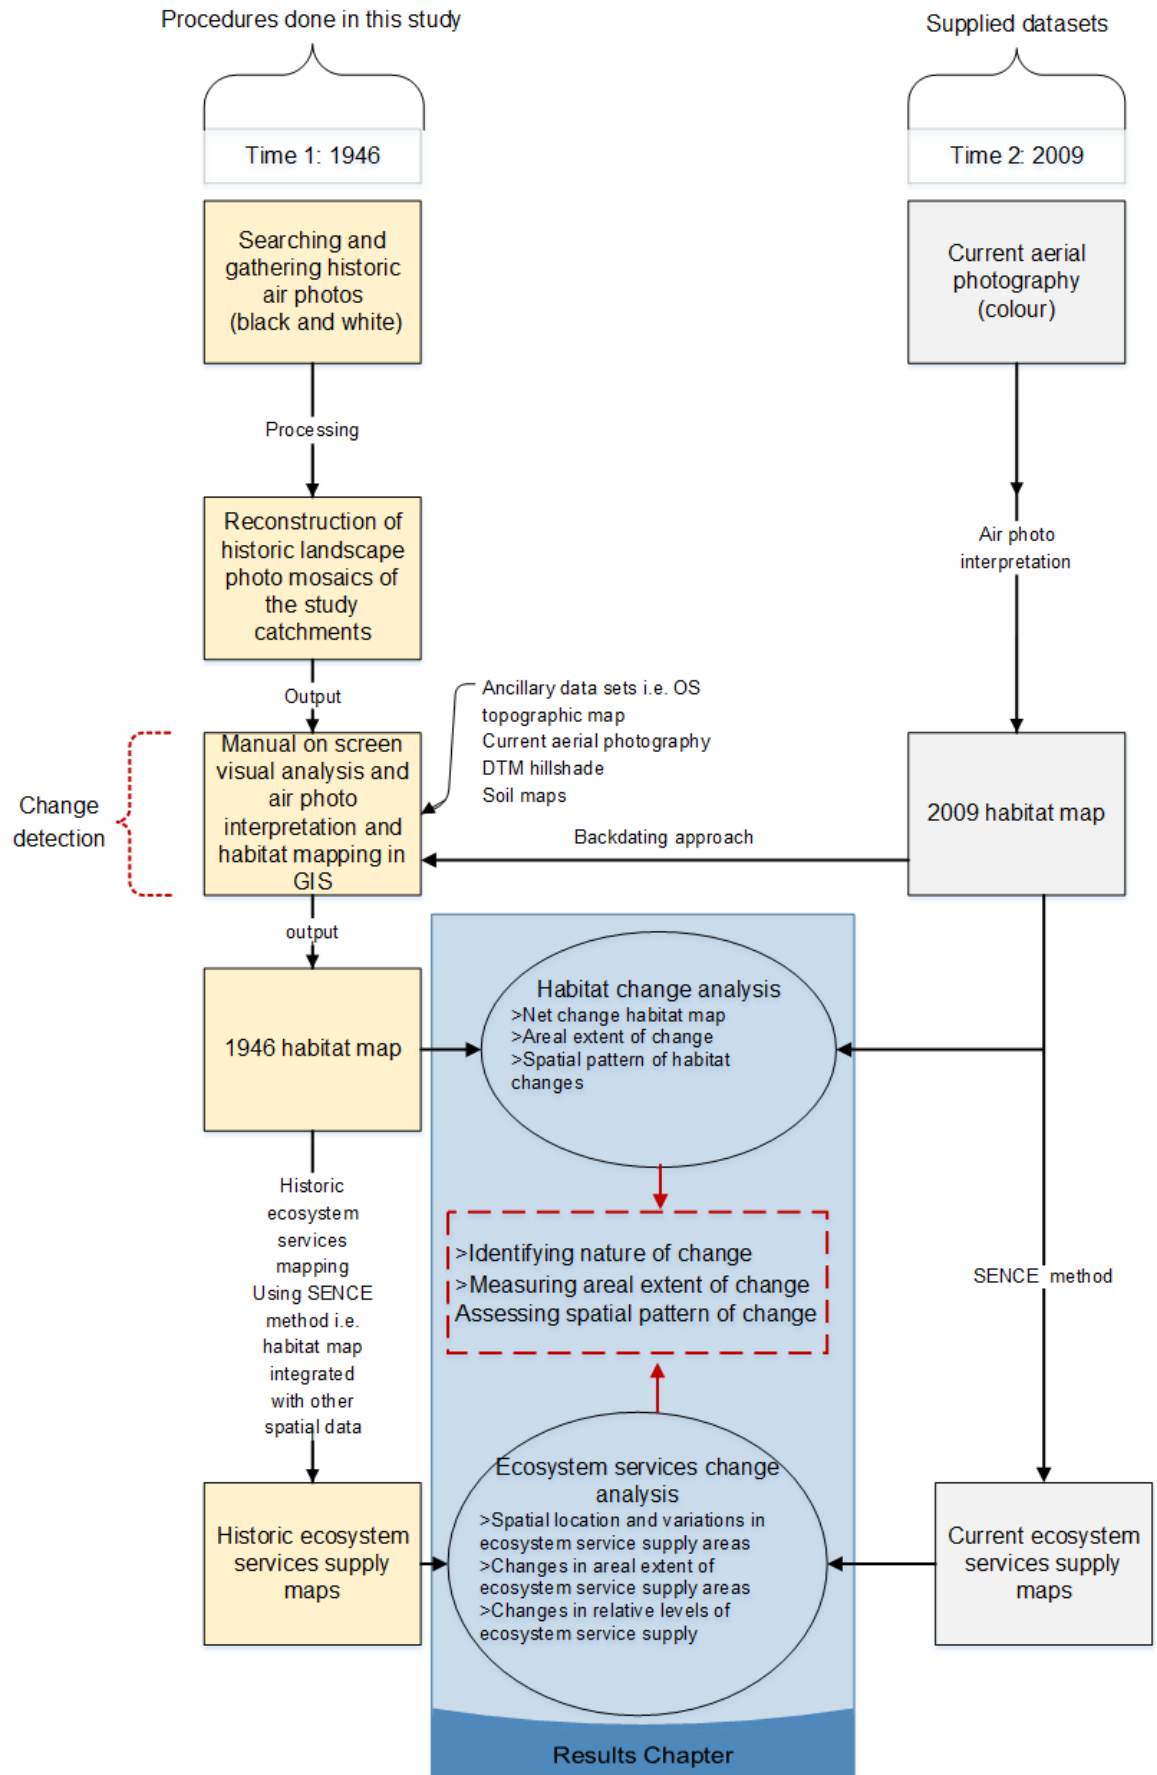 Procedures done in this study
Supplied datasets
Time 1: 1946
Time 2: 2009
Searching and
gathering historic
air photos
(black and white)
Current aerial
photography
(colour)
Processing
Reconstruction of
historic landscape
photo mosaics of
the study
catchments
Air photo
interpretation
Output
Ancillary data sets i.e. OS
topographic map
Current aerial photography
DTM hillshade
Soil maps
Change
detection
Manual on screen
visual analysis and
air photo
interpretation and
habitat mapping in
GIS
Backdating approach
2009 habitat map
output
1946 habitat map
Habitat change analysis
>Net change habitat map
>Areal extent of change
>Spatial pattern of habitat
changes
Historic
ecosystem
services
mapping
Using SENCE
method i.e.
habitat map
integrated
with other
spatial data
>Identifying nature of change
>Measuring areal extent of change
Assessing spatial pattern of change
SENCE method
Historic ecosystem
services supply
maps
Ecosystem services change
analysis
>Spatial location and variations in
ecosystem service supply areas
>Changes in areal extent of
ecosystem service supply areas
>Changes in relative levels of
ecosystem service supply
Current ecosystem
services supply
maps
Results Chapter